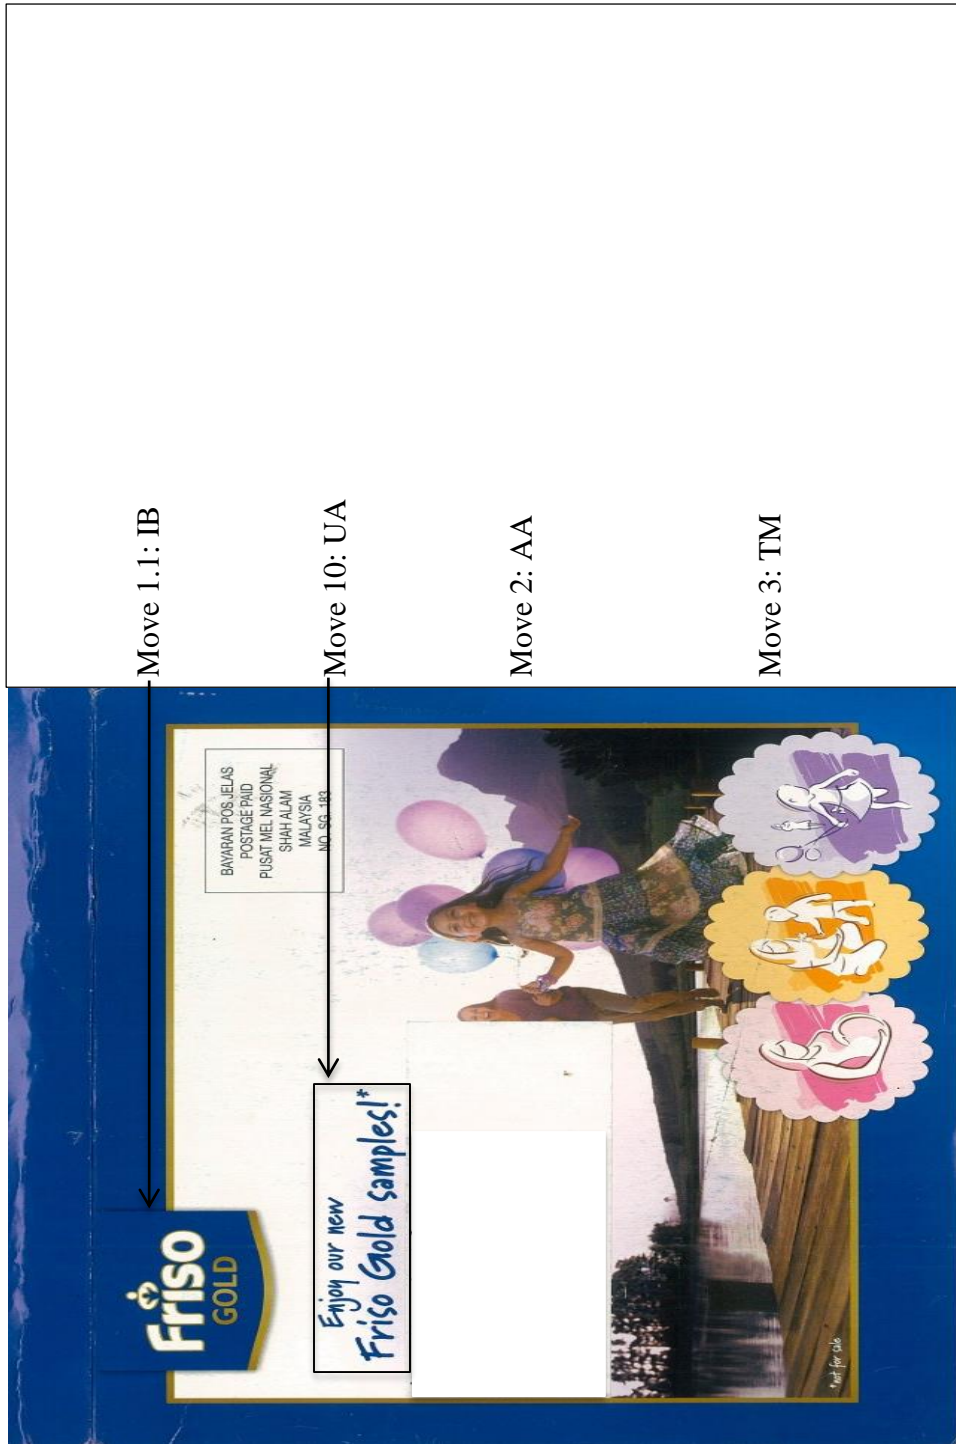 Friso
GOLD
BAYARAN POS JELAS
POSTAGE PAID
PUSAT MEL NASIONAL
SHAH ALAM
MALAYSIA
NO. SG. 183
Enjoy our new
Friso Gold samples!*
*not for sale
Move 1.1: IB
Move 10: UA
Move 2: AA
Move 3: TM